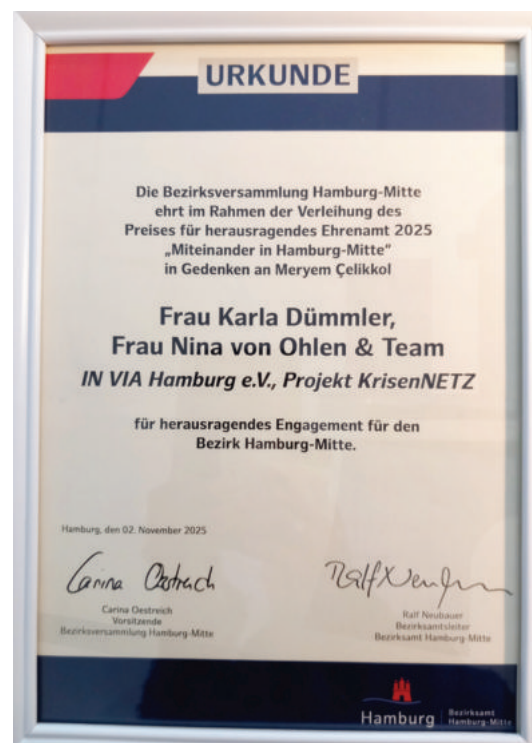 URKUNDE
Die Bezirksversammlung Hamburg-Mitte
ehrt im Rahmen der Verleihung des
Preises für herausragendes Ehrenamt 2025
„Miteinander in Hamburg-Mitte"
in Gedenken an Meryem Çelikkol
Frau Karla Dümmler,
Frau Nina von Ohlen & Team
IN VIA Hamburg e.V., Projekt KrisenNETZ
für herausragendes Engagement für den
Bezirk Hamburg-Mitte.
Hamburg, den 02. November 2025
Carina Oestreich
Ralf Neubauer
Carina Oestreich
Vorsitzende
Bezirksversammlung Hamburg-Mitte
Ralf Neubauer
Bezirksamtsleiter
Bezirksamt Hamburg-Mitte
Hamburg
Bezirksamt
Hamburg-Mitte